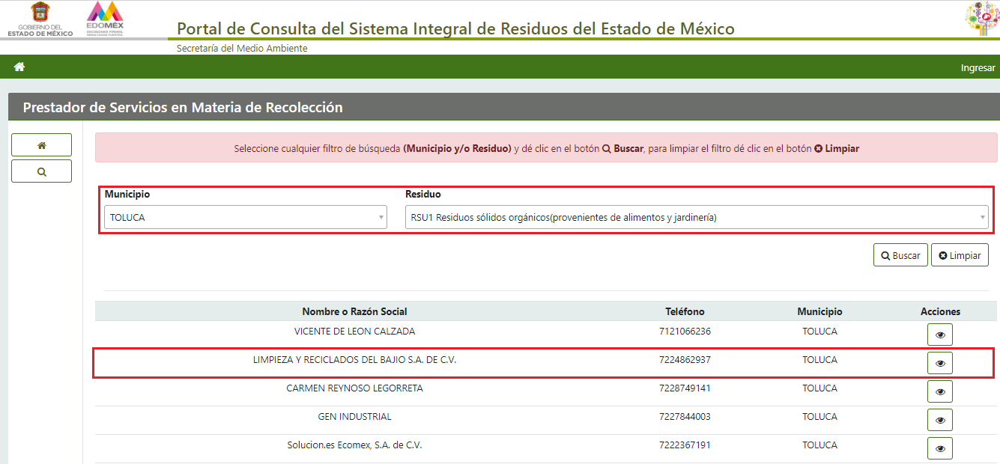 GOBIERNO DEL
ESTADO DE MÉXICO
EDOMÉX
DECISIONES FIRMES, RESULTADOS FUERTES.
Portal de Consulta del Sistema Integral de Residuos del Estado de México
Secretaría del Medio Ambiente
Ingresar
Prestador de Servicios en Materia de Recolección
Seleccione cualquier filtro de búsqueda (Municipio y/o Residuo) y dé clic en el botón Buscar, para limpiar el filtro dé clic en el botón Limpiar
Municipio Residuo
TOLUCA RSU1 Residuos sólidos orgánicos(provenientes de alimentos y jardinería)
Buscar Limpiar
Nombre o Razón Social Teléfono Municipio Acciones
VICENTE DE LEON CALZADA 7121066236 TOLUCA
LIMPIEZA Y RECICLADOS DEL BAJIO S.A. DE C.V. 7224862937 TOLUCA
CARMEN REYNOSO LEGORRETA 7228749141 TOLUCA
GEN INDUSTRIAL 7227844003 TOLUCA
Solucion.es Ecomex, S.A. de C.V. 7222367191 TOLUCA